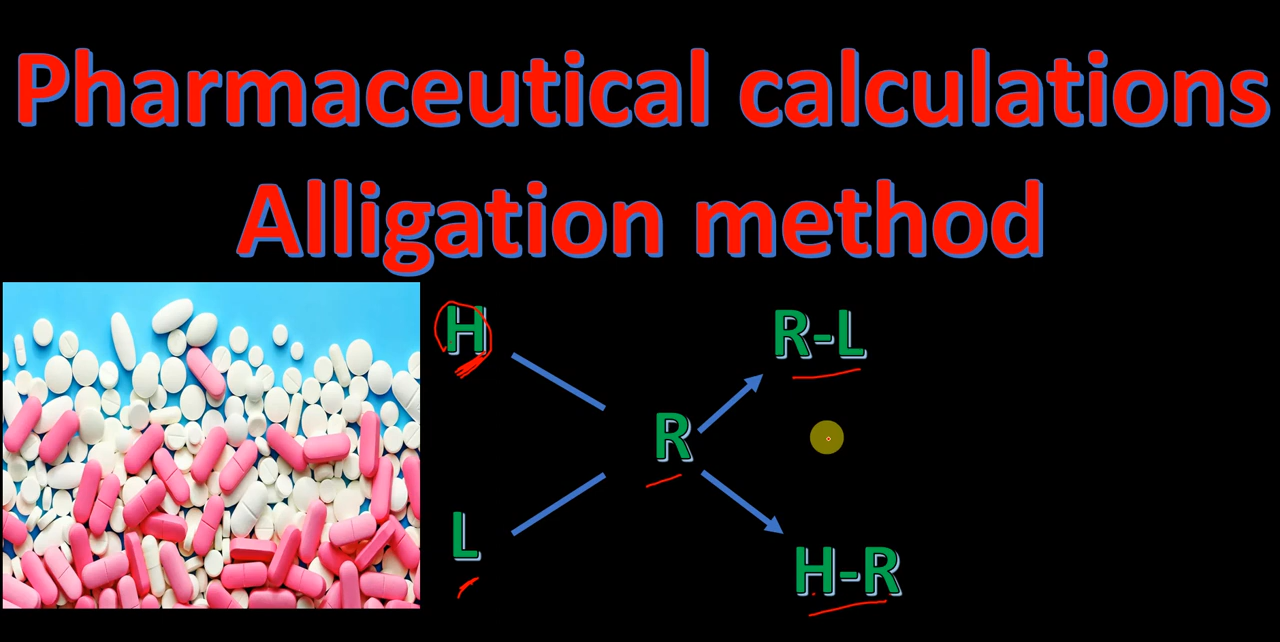 Pharmaceutical calculations
Alligation method
H
R-L
R
L
H-R